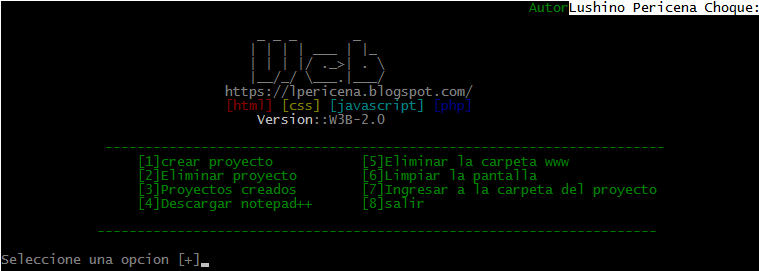 Autor Lushino Pericena Choque:
Web
https://lpericena.blogspot.com/
[html] [css] [javascript] [php]
Version::W3B-2.0
[1]crear proyecto [5]Eliminar la carpeta www
[2]Eliminar proyecto [6]Limpiar la pantalla
[3]Proyectos creados [7]Ingresar a la carpeta del proyecto
[4]Descargar notepad++ [8]salir
Seleccione una opcion [+]